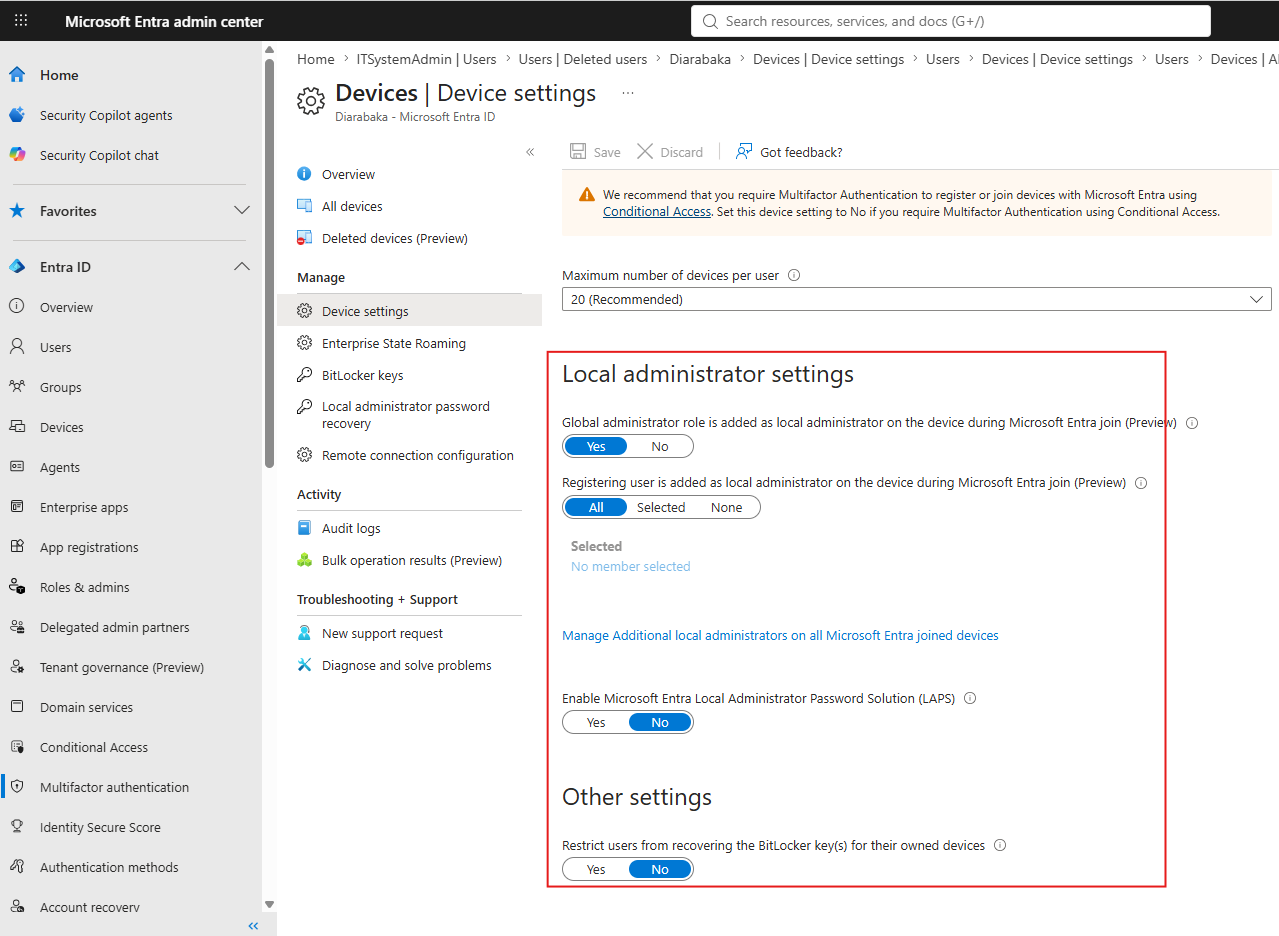 Microsoft Entra admin center
Search resources, services, and docs (G+/)
Home
Security Copilot agents
Security Copilot chat
Favorites
Entra ID
Overview
Users
Groups
Devices
Agents
Enterprise apps
App registrations
Roles & admins
Delegated admin partners
Tenant governance (Preview)
Domain services
Conditional Access
Multifactor authentication
Identity Secure Score
Authentication methods
Account recovery
Home > ITSystemAdmin | Users > Users | Deleted users > Diarabaka > Devices | Device settings > Users > Devices | Device settings > Users > Devices | Al
Devices | Device settings ...
Diarabaka - Microsoft Entra ID
Overview
All devices
Deleted devices (Preview)
Manage
Device settings
Enterprise State Roaming
BitLocker keys
Local administrator password
recovery
Remote connection configuration
Activity
Audit logs
Bulk operation results (Preview)
Troubleshooting + Support
New support request
Diagnose and solve problems
Save Discard Got feedback?
We recommend that you require Multifactor Authentication to register or join devices with Microsoft Entra using
Conditional Access. Set this device setting to No if you require Multifactor Authentication using Conditional Access.
Maximum number of devices per user
20 (Recommended)
Local administrator settings
Global administrator role is added as local administrator on the device during Microsoft Entra join (Preview)
Yes No
Registering user is added as local administrator on the device during Microsoft Entra join (Preview)
All Selected None
Selected
No member selected
Manage Additional local administrators on all Microsoft Entra joined devices
Enable Microsoft Entra Local Administrator Password Solution (LAPS)
Yes No
Other settings
Restrict users from recovering the BitLocker key(s) for their owned devices
Yes No